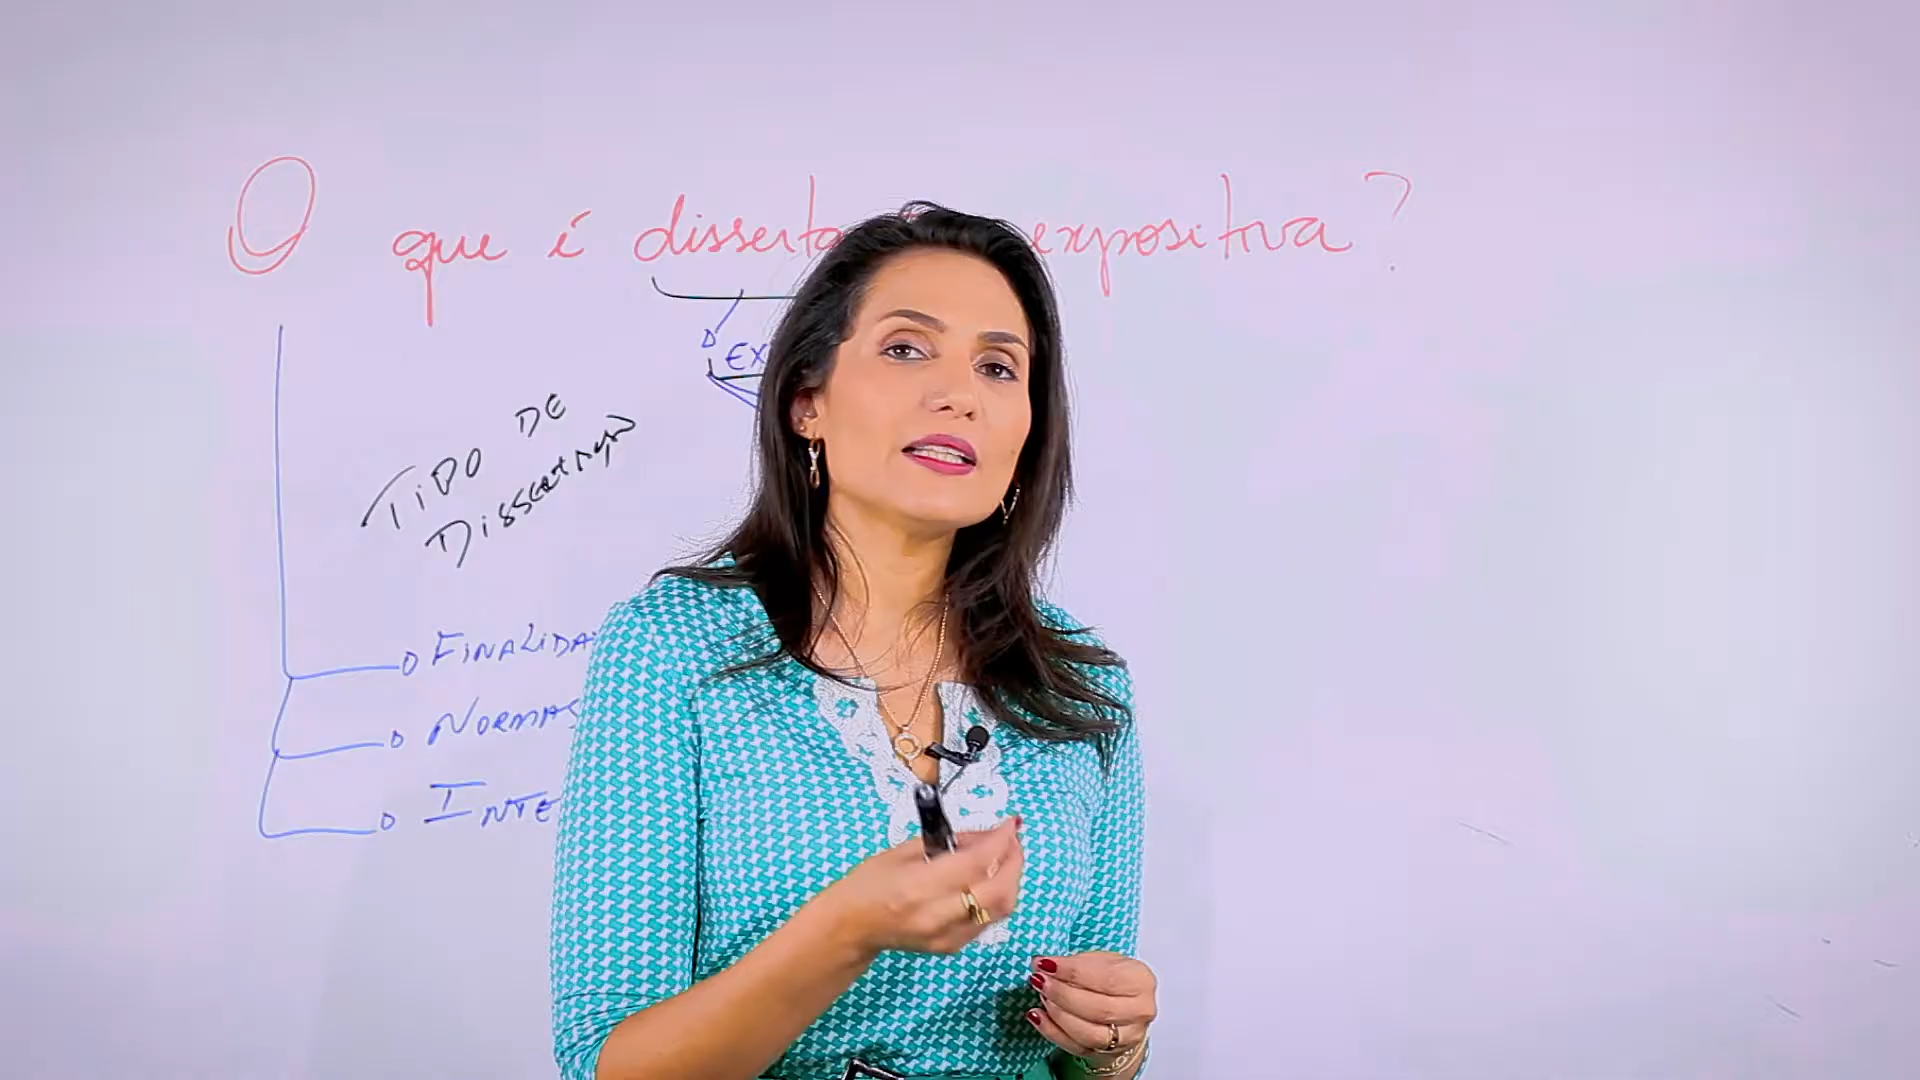 O que é disserta expositiva?
EX
TIPO DE
DISSERTAÇÃO
FINALIDA
NORMAS
INTE